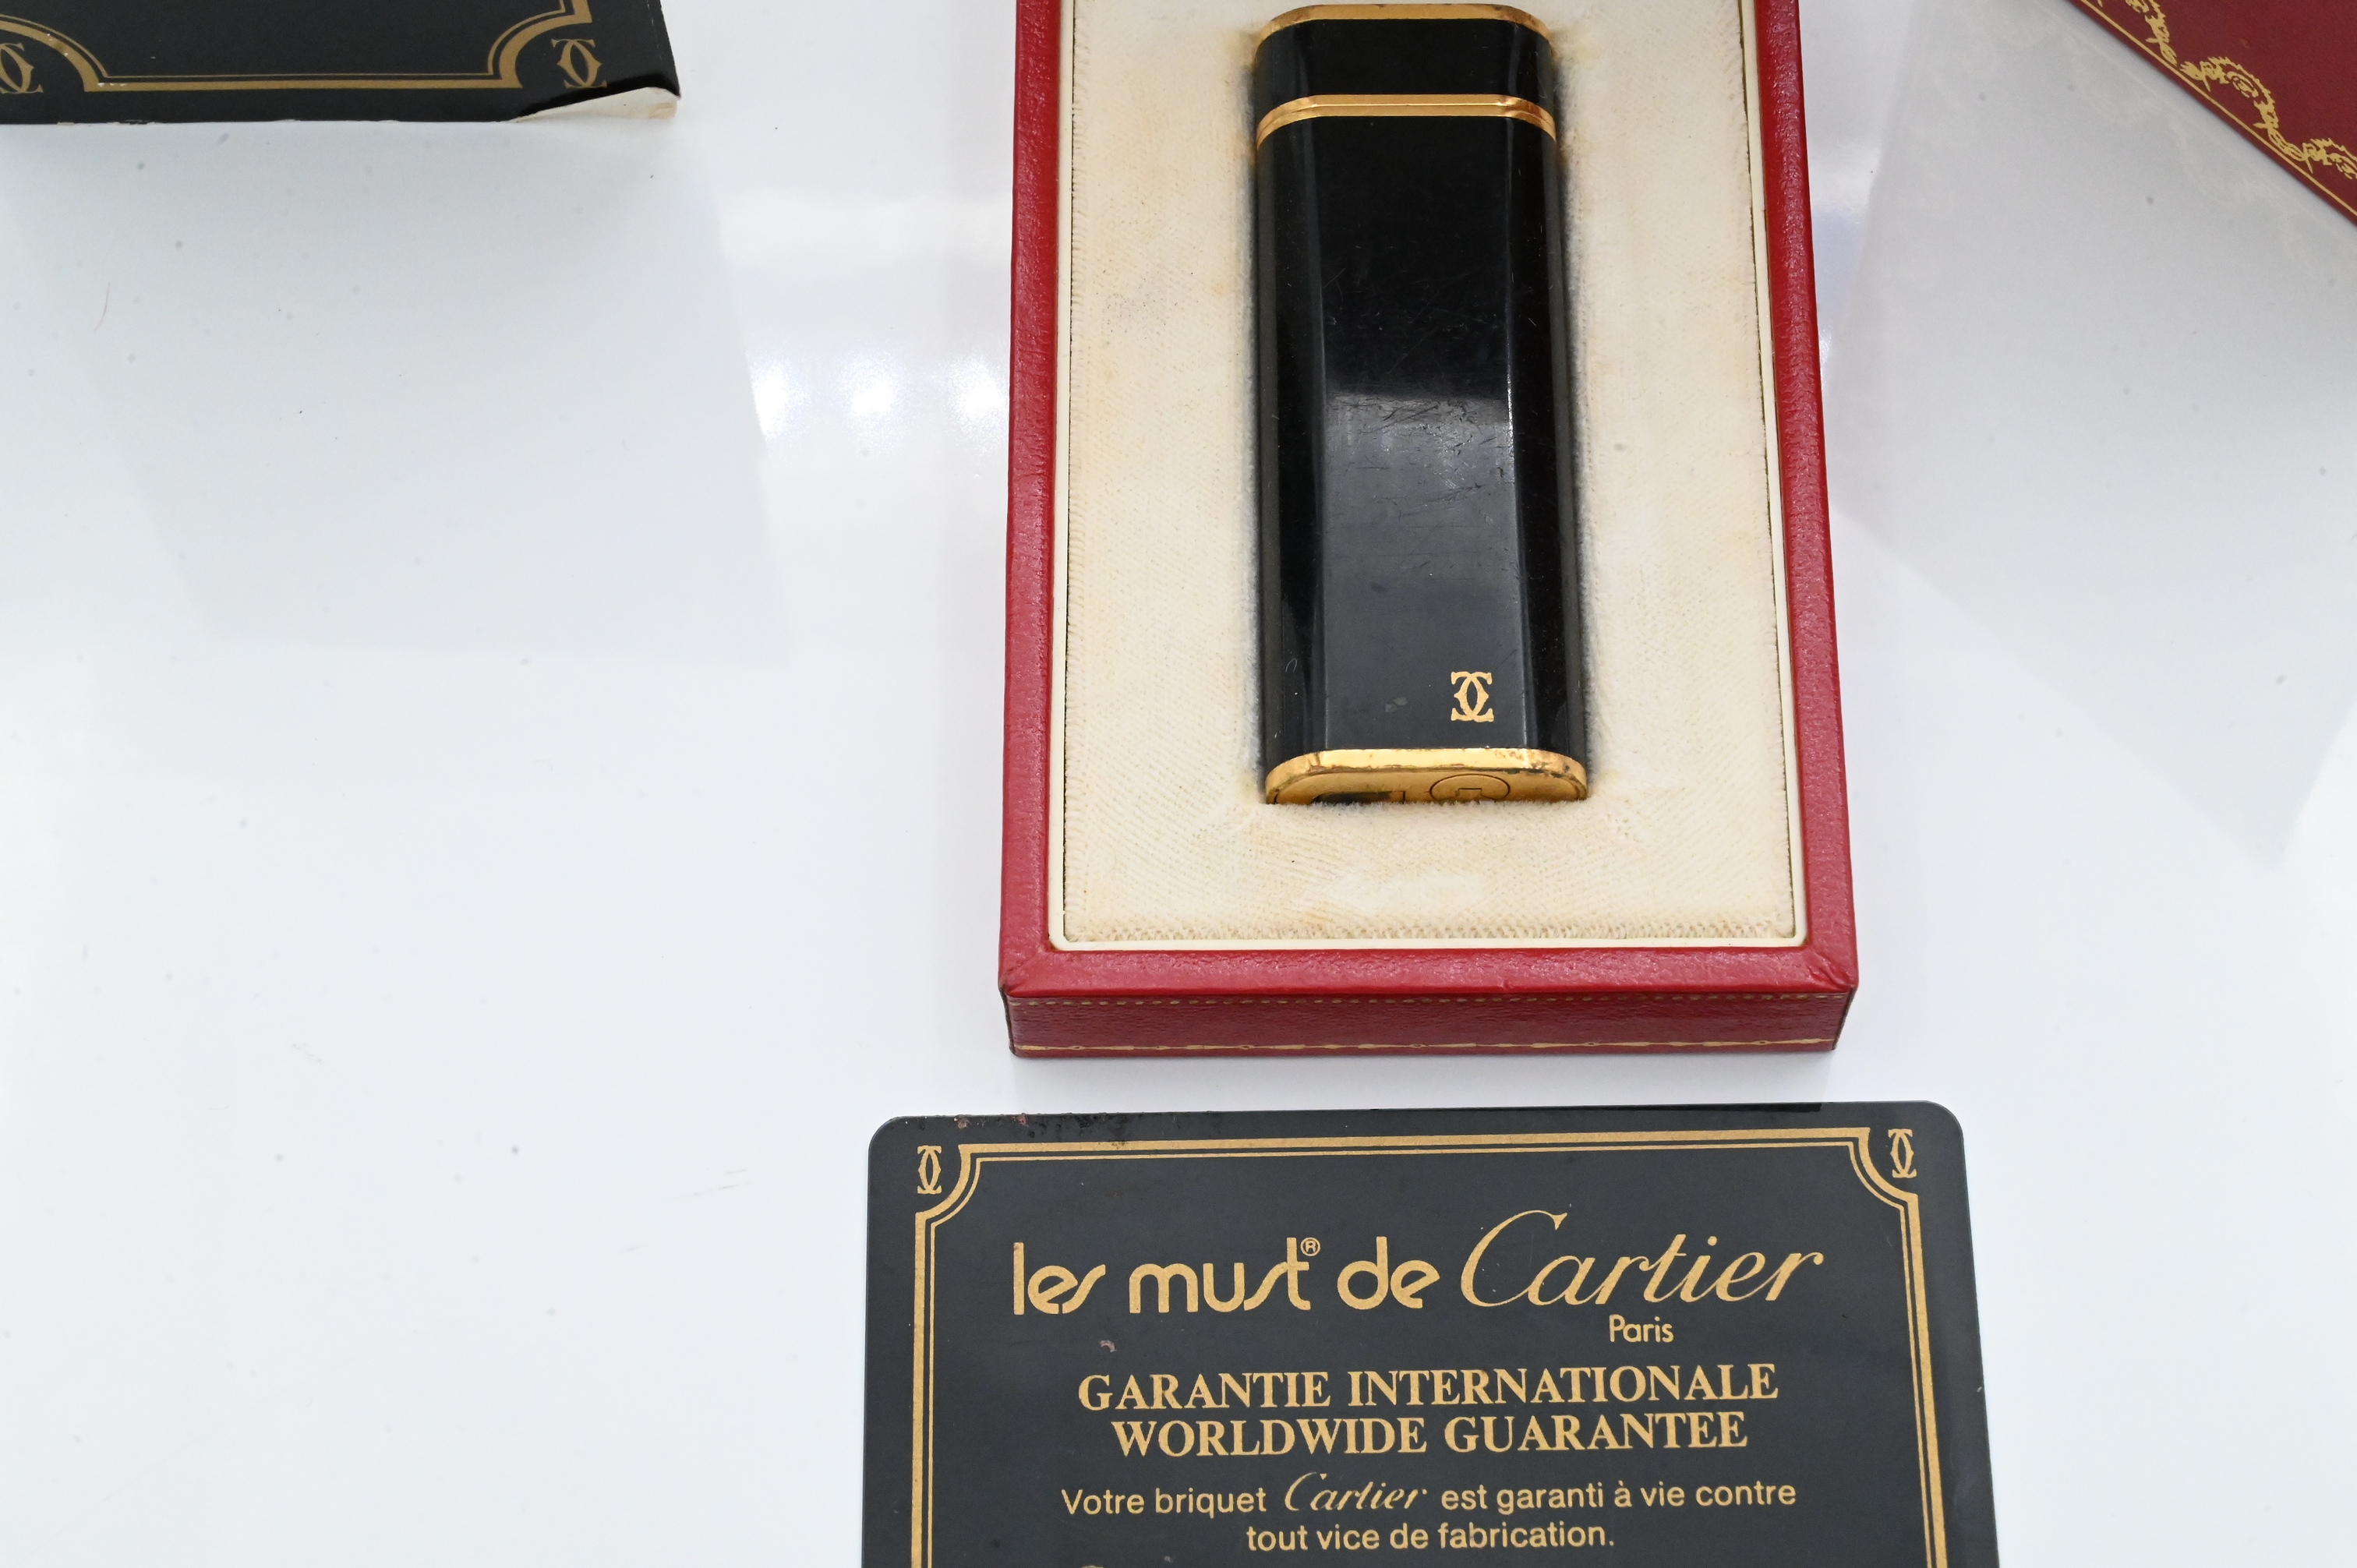 les must® de Cartier
Paris
GARANTIE INTERNATIONALE
WORLDWIDE GUARANTEE
Votre briquet Cartier est garanti à vie contre
tout vice de fabrication.